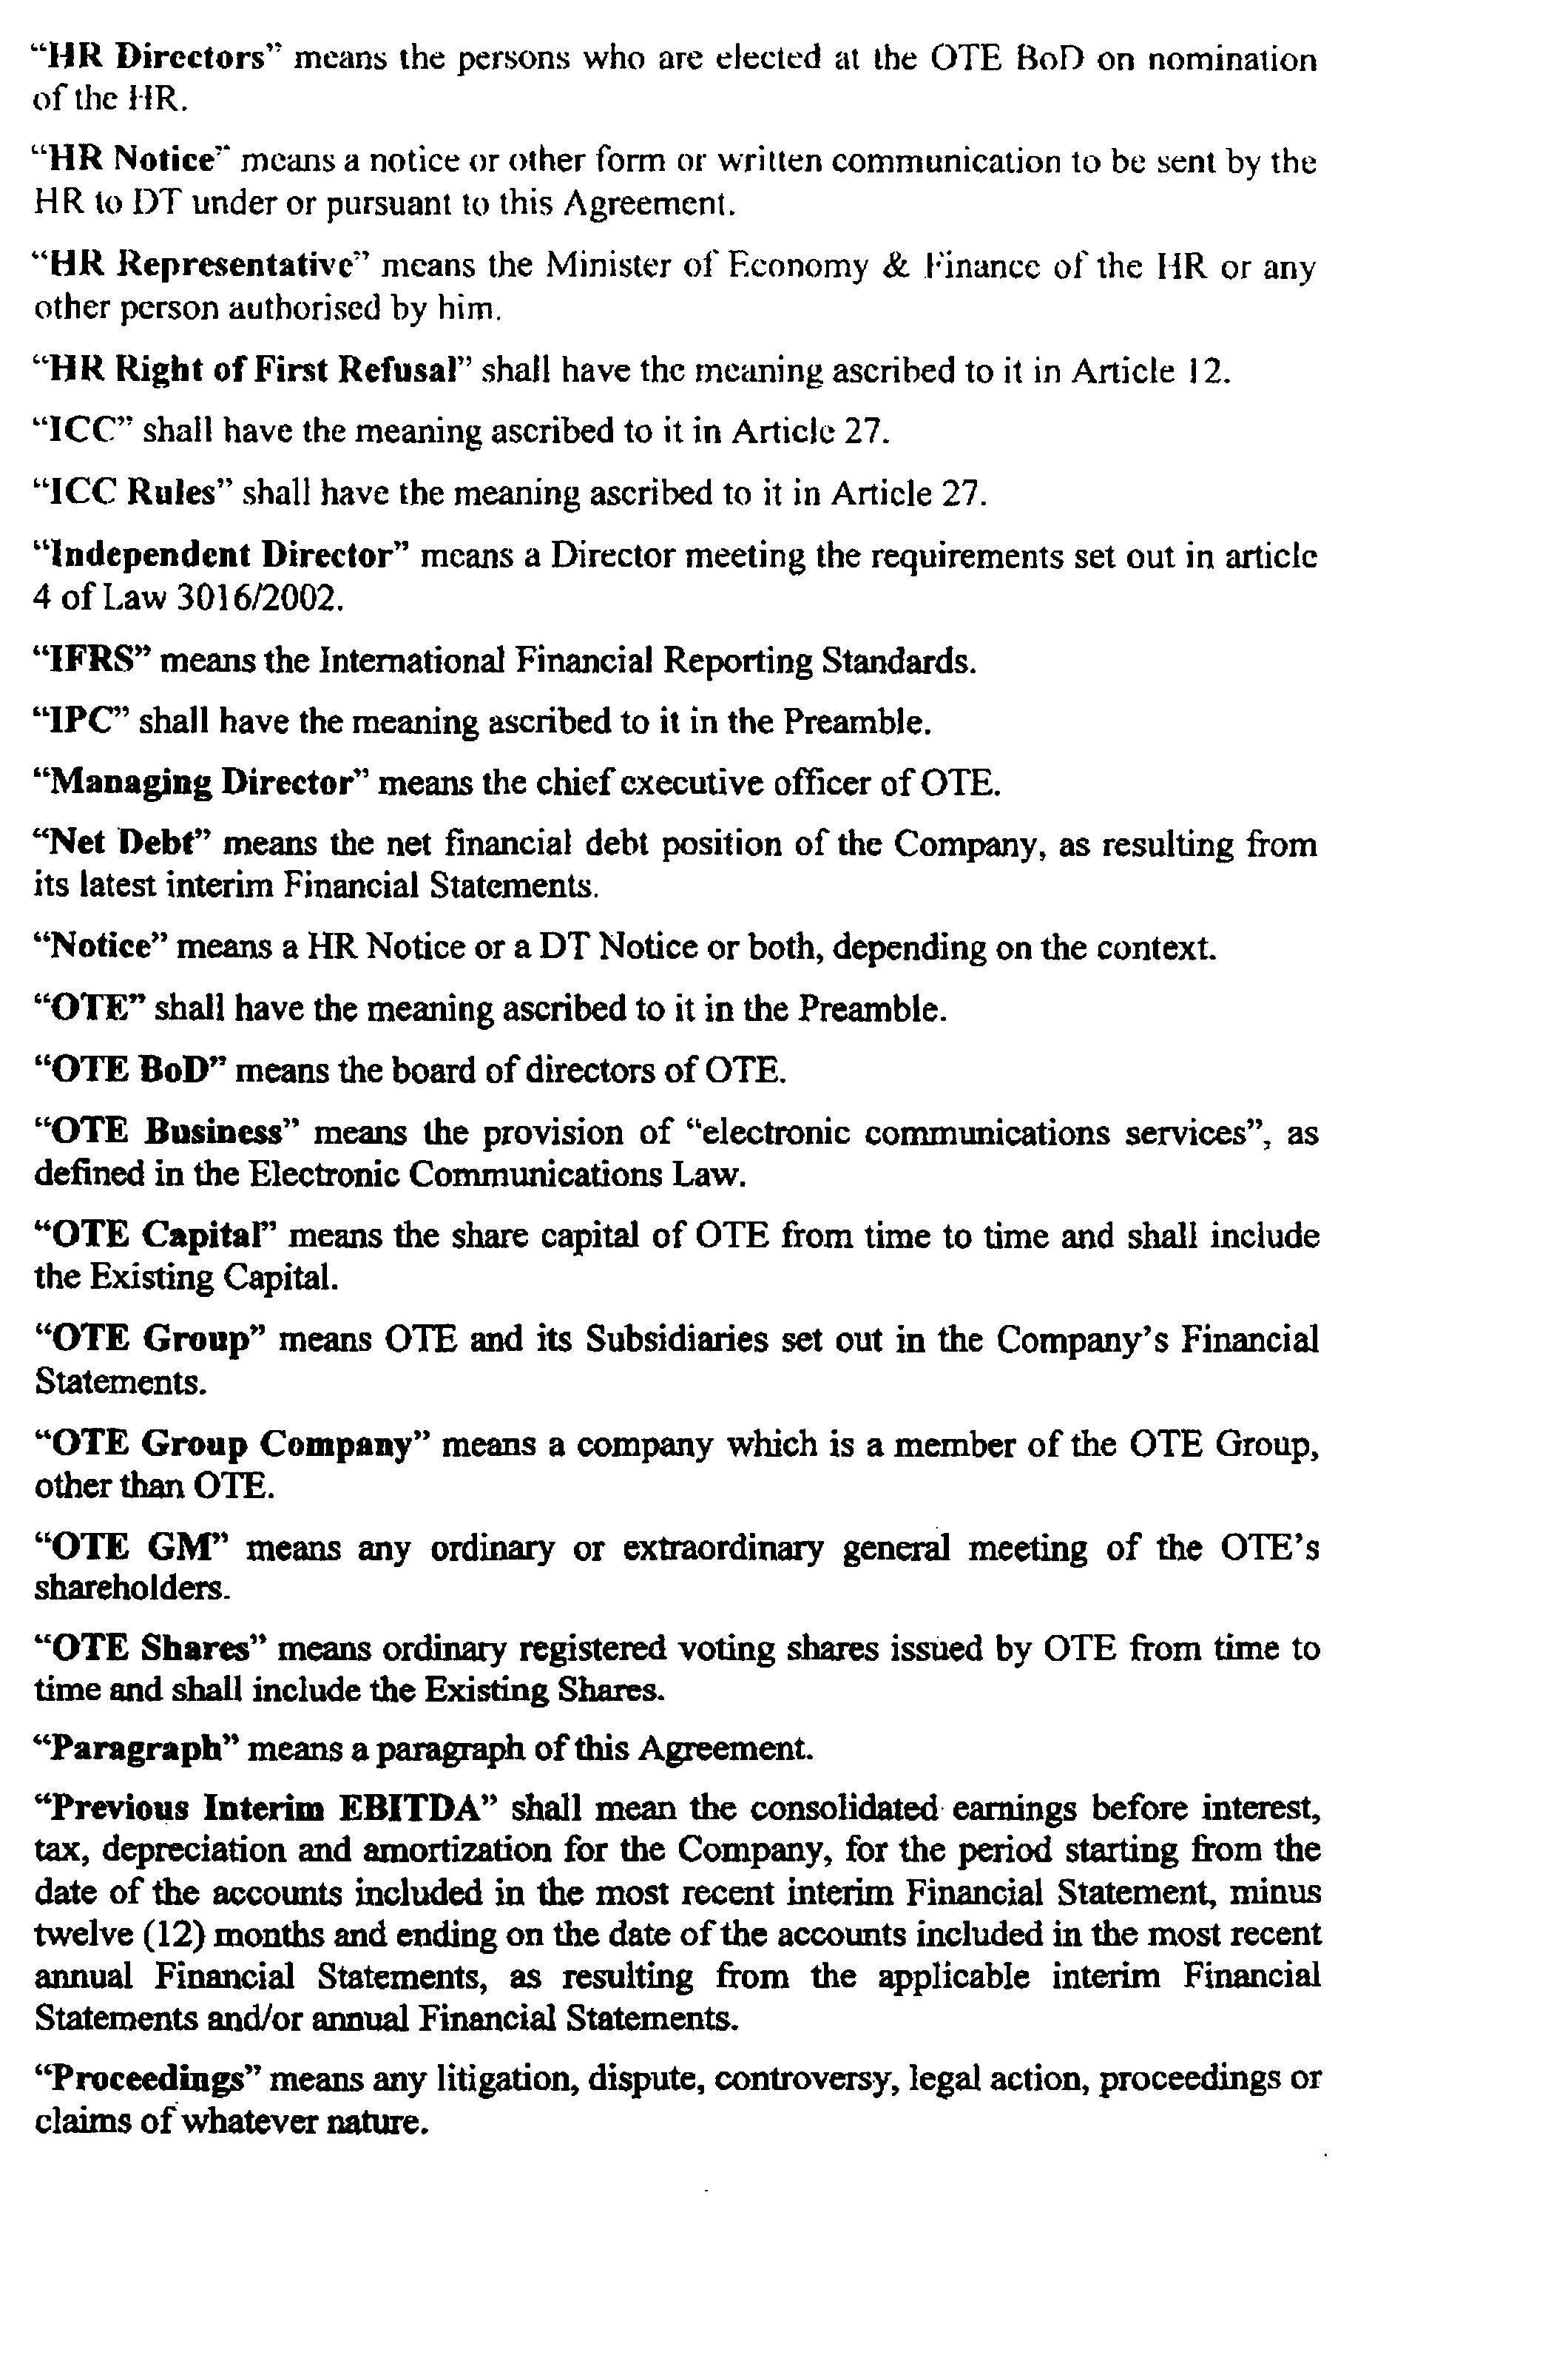 “HR Directors” means the persons who are elected at the OTE BoD on nomination
of the HR.
“HR Notice” means a notice or other form or written communication to be sent by the
HR to DT under or pursuant to this Agreement.
“HR Representative” means the Minister of Economy & Finance of the HR or any
other person authorised by him.
“HR Right of First Refusal” shall have the meaning ascribed to it in Article 12.
“ICC” shall have the meaning ascribed to it in Article 27.
“ICC Rules” shall have the meaning ascribed to it in Article 27.
“Independent Director” means a Director meeting the requirements set out in article
4 of Law 3016/2002.
“IFRS” means the International Financial Reporting Standards.
“IPC” shall have the meaning ascribed to it in the Preamble.
“Managing Director” means the chief executive officer of OTE.
“Net Debt” means the net financial debt position of the Company, as resulting from
its latest interim Financial Statements.
“Notice” means a HR Notice or a DT Notice or both, depending on the context.
“OTE” shall have the meaning ascribed to it in the Preamble.
“OTE BoD” means the board of directors of OTE.
“OTE Business” means the provision of “electronic communications services”, as
defined in the Electronic Communications Law.
“OTE Capital” means the share capital of OTE from time to time and shall include
the Existing Capital.
“OTE Group” means OTE and its Subsidiaries set out in the Company’s Financial
Statements.
“OTE Group Company” means a company which is a member of the OTE Group,
other than OTE.
“OTE GM” means any ordinary or extraordinary general meeting of the OTE’s
shareholders.
“OTE Shares” means ordinary registered voting shares issued by OTE from time to
time and shall include the Existing Shares.
“Paragraph” means a paragraph of this Agreement.
“Previous Interim EBITDA” shall mean the consolidated earnings before interest,
tax, depreciation and amortization for the Company, for the period starting from the
date of the accounts included in the most recent interim Financial Statement, minus
twelve (12) months and ending on the date of the accounts included in the most recent
annual Financial Statements, as resulting from the applicable interim Financial
Statements and/or annual Financial Statements.
“Proceedings” means any litigation, dispute, controversy, legal action, proceedings or
claims of whatever nature.